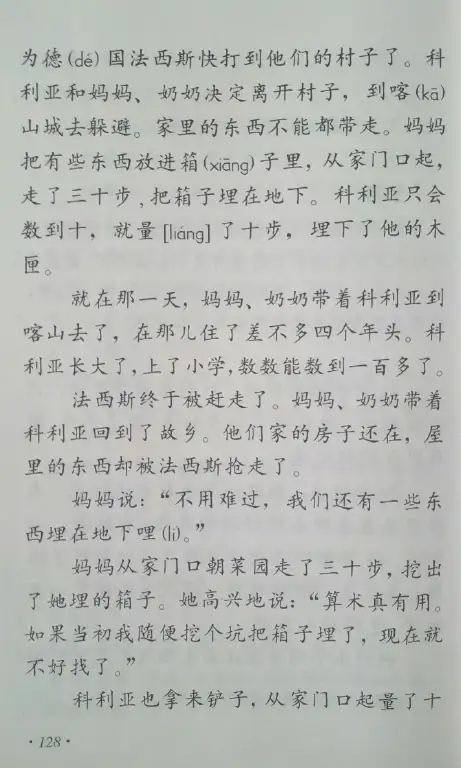 为德(dé)国法西斯快打到他们的村子了。科
利亚和妈妈、奶奶决定离开村子，到喀(kā)
山城去躲避。家里的东西不能都带走。妈妈
把有些东西放进箱(xiāng)子里，从家门口起，
走了三十步，把箱子埋在地下。科利亚只会
数到十，就量[liáng]了十步，埋下了他的木
匣。
就在那一天，妈妈、奶奶带着科利亚到
喀山去了，在那儿住了差不多四个年头。科
利亚长大了，上了小学，数数能数到一百多了。
法西斯终于被赶走了。妈妈、奶奶带着
科利亚回到了故乡。他们家的房子还在，屋
里的东西却被法西斯抢走了。
妈妈说：“不用难过，我们还有一些东
西埋在地下哩(li)。”
妈妈从家门口朝菜园走了三十步，挖出
了她埋的箱子。她高兴地说：“算术真有用。
如果当初我随便挖个坑把箱子埋了，现在就
不好找了。”
科利亚也拿来铲子，从家门口起量了十
·128·